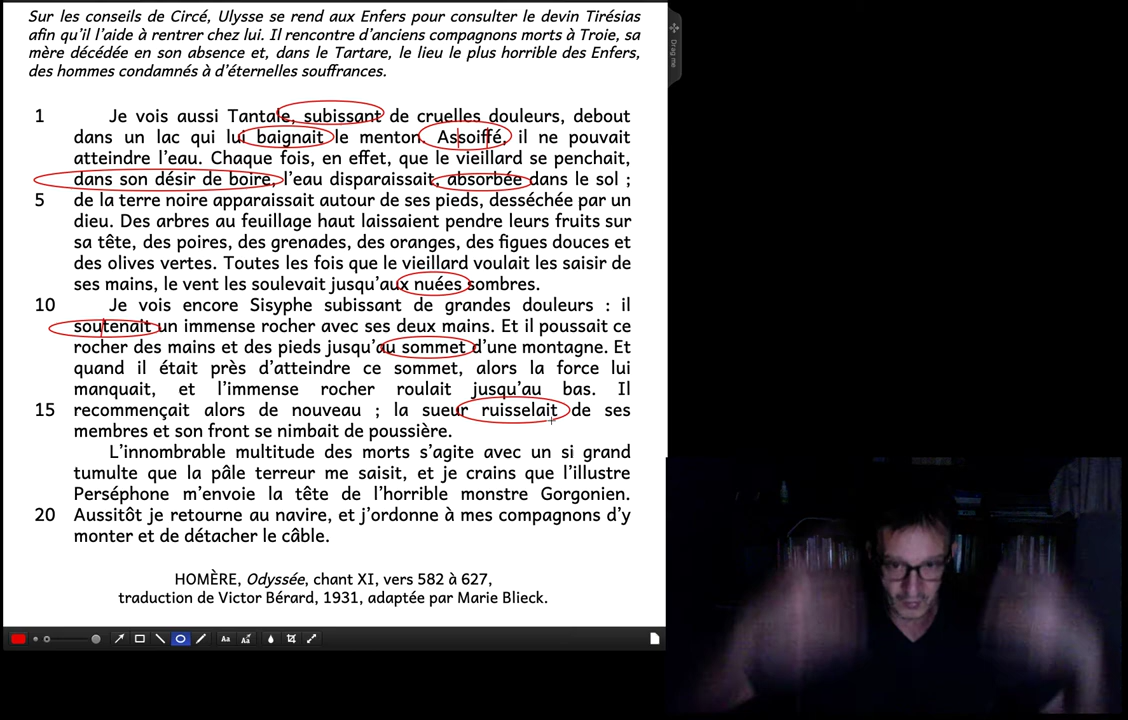 Sur les conseils de Circé, Ulysse se rend aux Enfers pour consulter le devin Tirésias
afin qu'il l'aide à rentrer chez lui. Il rencontre d'anciens compagnons morts à Troie, sa
mère décédée en son absence et, dans le Tartare, le lieu le plus horrible des Enfers,
des hommes condamnés à d'éternelles souffrances.
1 Je vois aussi Tantale, subissant de cruelles douleurs, debout
dans un lac qui lui baignait le menton. Assoiffé, il ne pouvait
atteindre l'eau. Chaque fois, en effet, que le vieillard se penchait,
dans son désir de boire, l'eau disparaissait, absorbée dans le sol ;
5 de la terre noire apparaissait autour de ses pieds, desséchée par un
dieu. Des arbres au feuillage haut laissaient pendre leurs fruits sur
sa tête, des poires, des grenades, des oranges, des figues douces et
des olives vertes. Toutes les fois que le vieillard voulait les saisir de
ses mains, le vent les soulevait jusqu'aux nuées sombres.
10 Je vois encore Sisyphe subissant de grandes douleurs : il
soutenait un immense rocher avec ses deux mains. Et il poussait ce
rocher des mains et des pieds jusqu'au sommet d'une montagne. Et
quand il était près d'atteindre ce sommet, alors la force lui
manquait, et l'immense rocher roulait jusqu'au bas. Il
15 recommençait alors de nouveau ; la sueur ruisselait de ses
membres et son front se nimbait de poussière.
L'innombrable multitude des morts s'agite avec un si grand
tumulte que la pâle terreur me saisit, et je crains que l'illustre
Perséphone m'envoie la tête de l'horrible monstre Gorgonien.
20 Aussitôt je retourne au navire, et j'ordonne à mes compagnons d'y
monter et de détacher le câble.
HOMÈRE, Odyssée, chant XI, vers 582 à 627,
traduction de Victor Bérard, 1931, adaptée par Marie Blieck.
Drag me
Aa